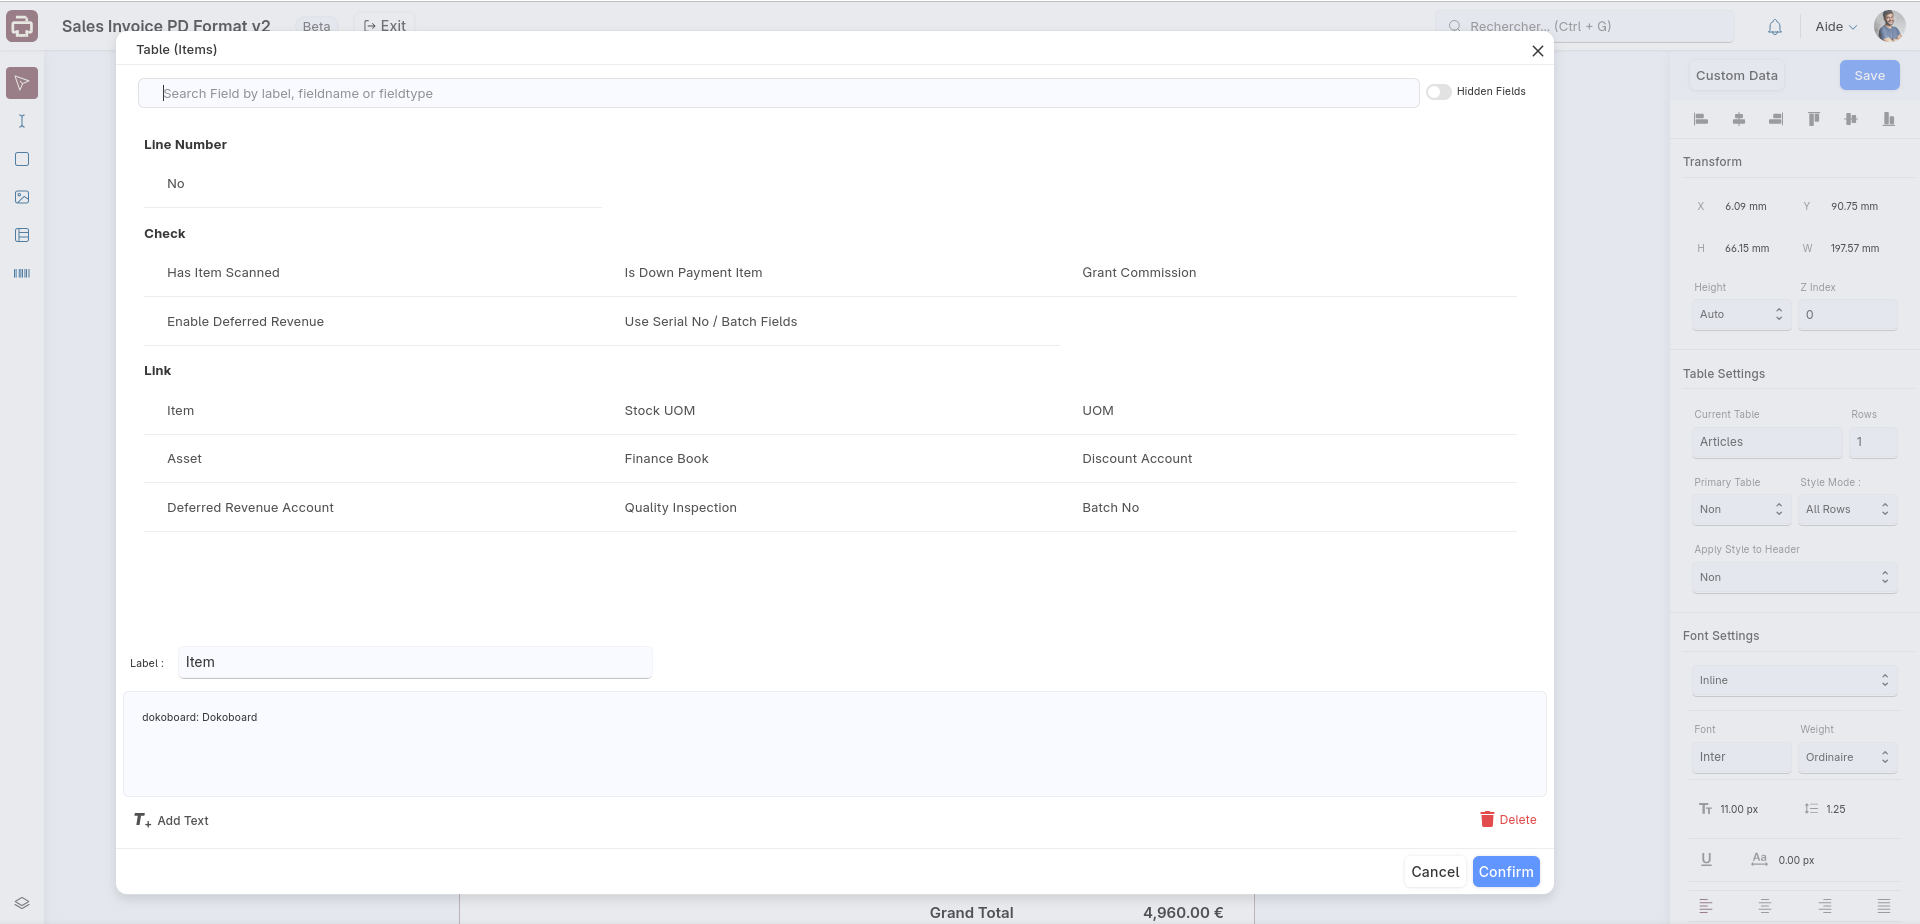 Sales Invoice PD Format v2
Beta
Exit
Rechercher... (Ctrl + G)
Aide
Table (Items)
Search Field by label, fieldname or fieldtype
Hidden Fields
Line Number
No
Check
Has Item Scanned
Is Down Payment Item
Grant Commission
Enable Deferred Revenue
Use Serial No / Batch Fields
Link
Item
Stock UOM
UOM
Asset
Finance Book
Discount Account
Deferred Revenue Account
Quality Inspection
Batch No
Label :
Item
dokoboard: Dokoboard
Add Text
Delete
Cancel
Confirm
Grand Total
4,960.00 €
Custom Data
Save
Transform
X
6.09 mm
Y
90.75 mm
H
66.15 mm
W
197.57 mm
Height
Z Index
Auto
0
Table Settings
Current Table
Rows
Articles
1
Primary Table
Style Mode :
Non
All Rows
Apply Style to Header
Non
Font Settings
Inline
Font
Weight
Inter
Ordinaire
11.00 px
1.25
0.00 px